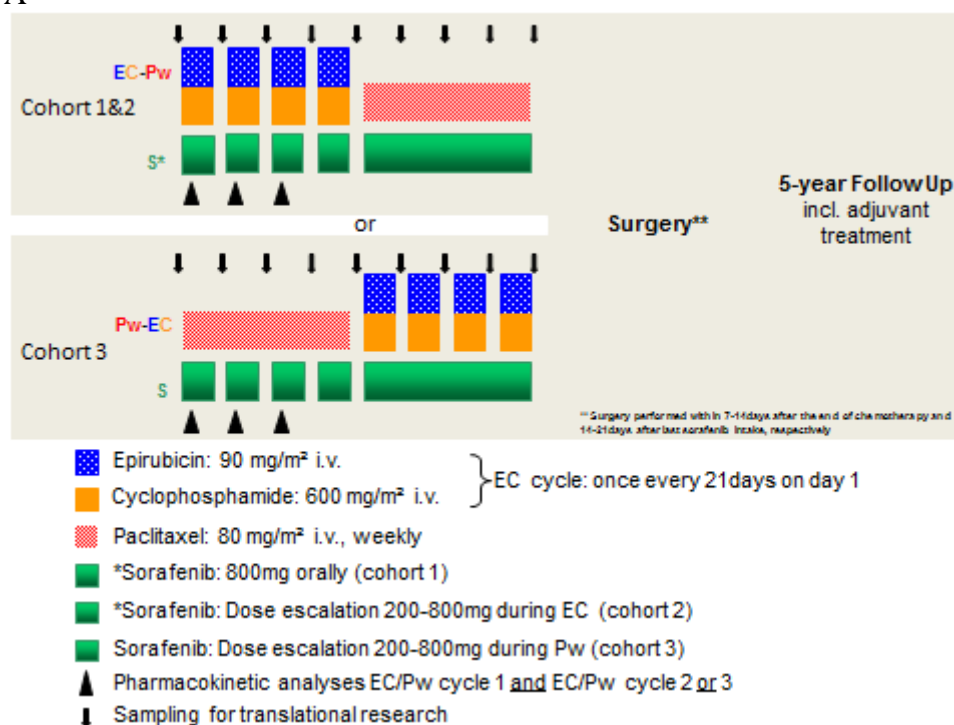 A
EC-Pw
Cohort 1&2
S*
or
Surgery**
5-year Follow Up
incl. adjuvant
treatment
Pw-EC
Cohort 3
S
**Surgery performed within 7-14days after the end of chemotherapy and
14-21days after last sorafenib intake, respectively
Epirubicin: 90 mg/m² i.v.
Cyclophosphamide: 600 mg/m² i.v.
EC cycle: once every 21days on day 1
Paclitaxel: 80 mg/m² i.v., weekly
*Sorafenib: 800mg orally (cohort 1)
*Sorafenib: Dose escalation 200-800mg during EC (cohort 2)
Sorafenib: Dose escalation 200-800mg during Pw (cohort 3)
Pharmacokinetic analyses EC/Pw cycle 1 and EC/Pw cycle 2 or 3
Sampling for translational research